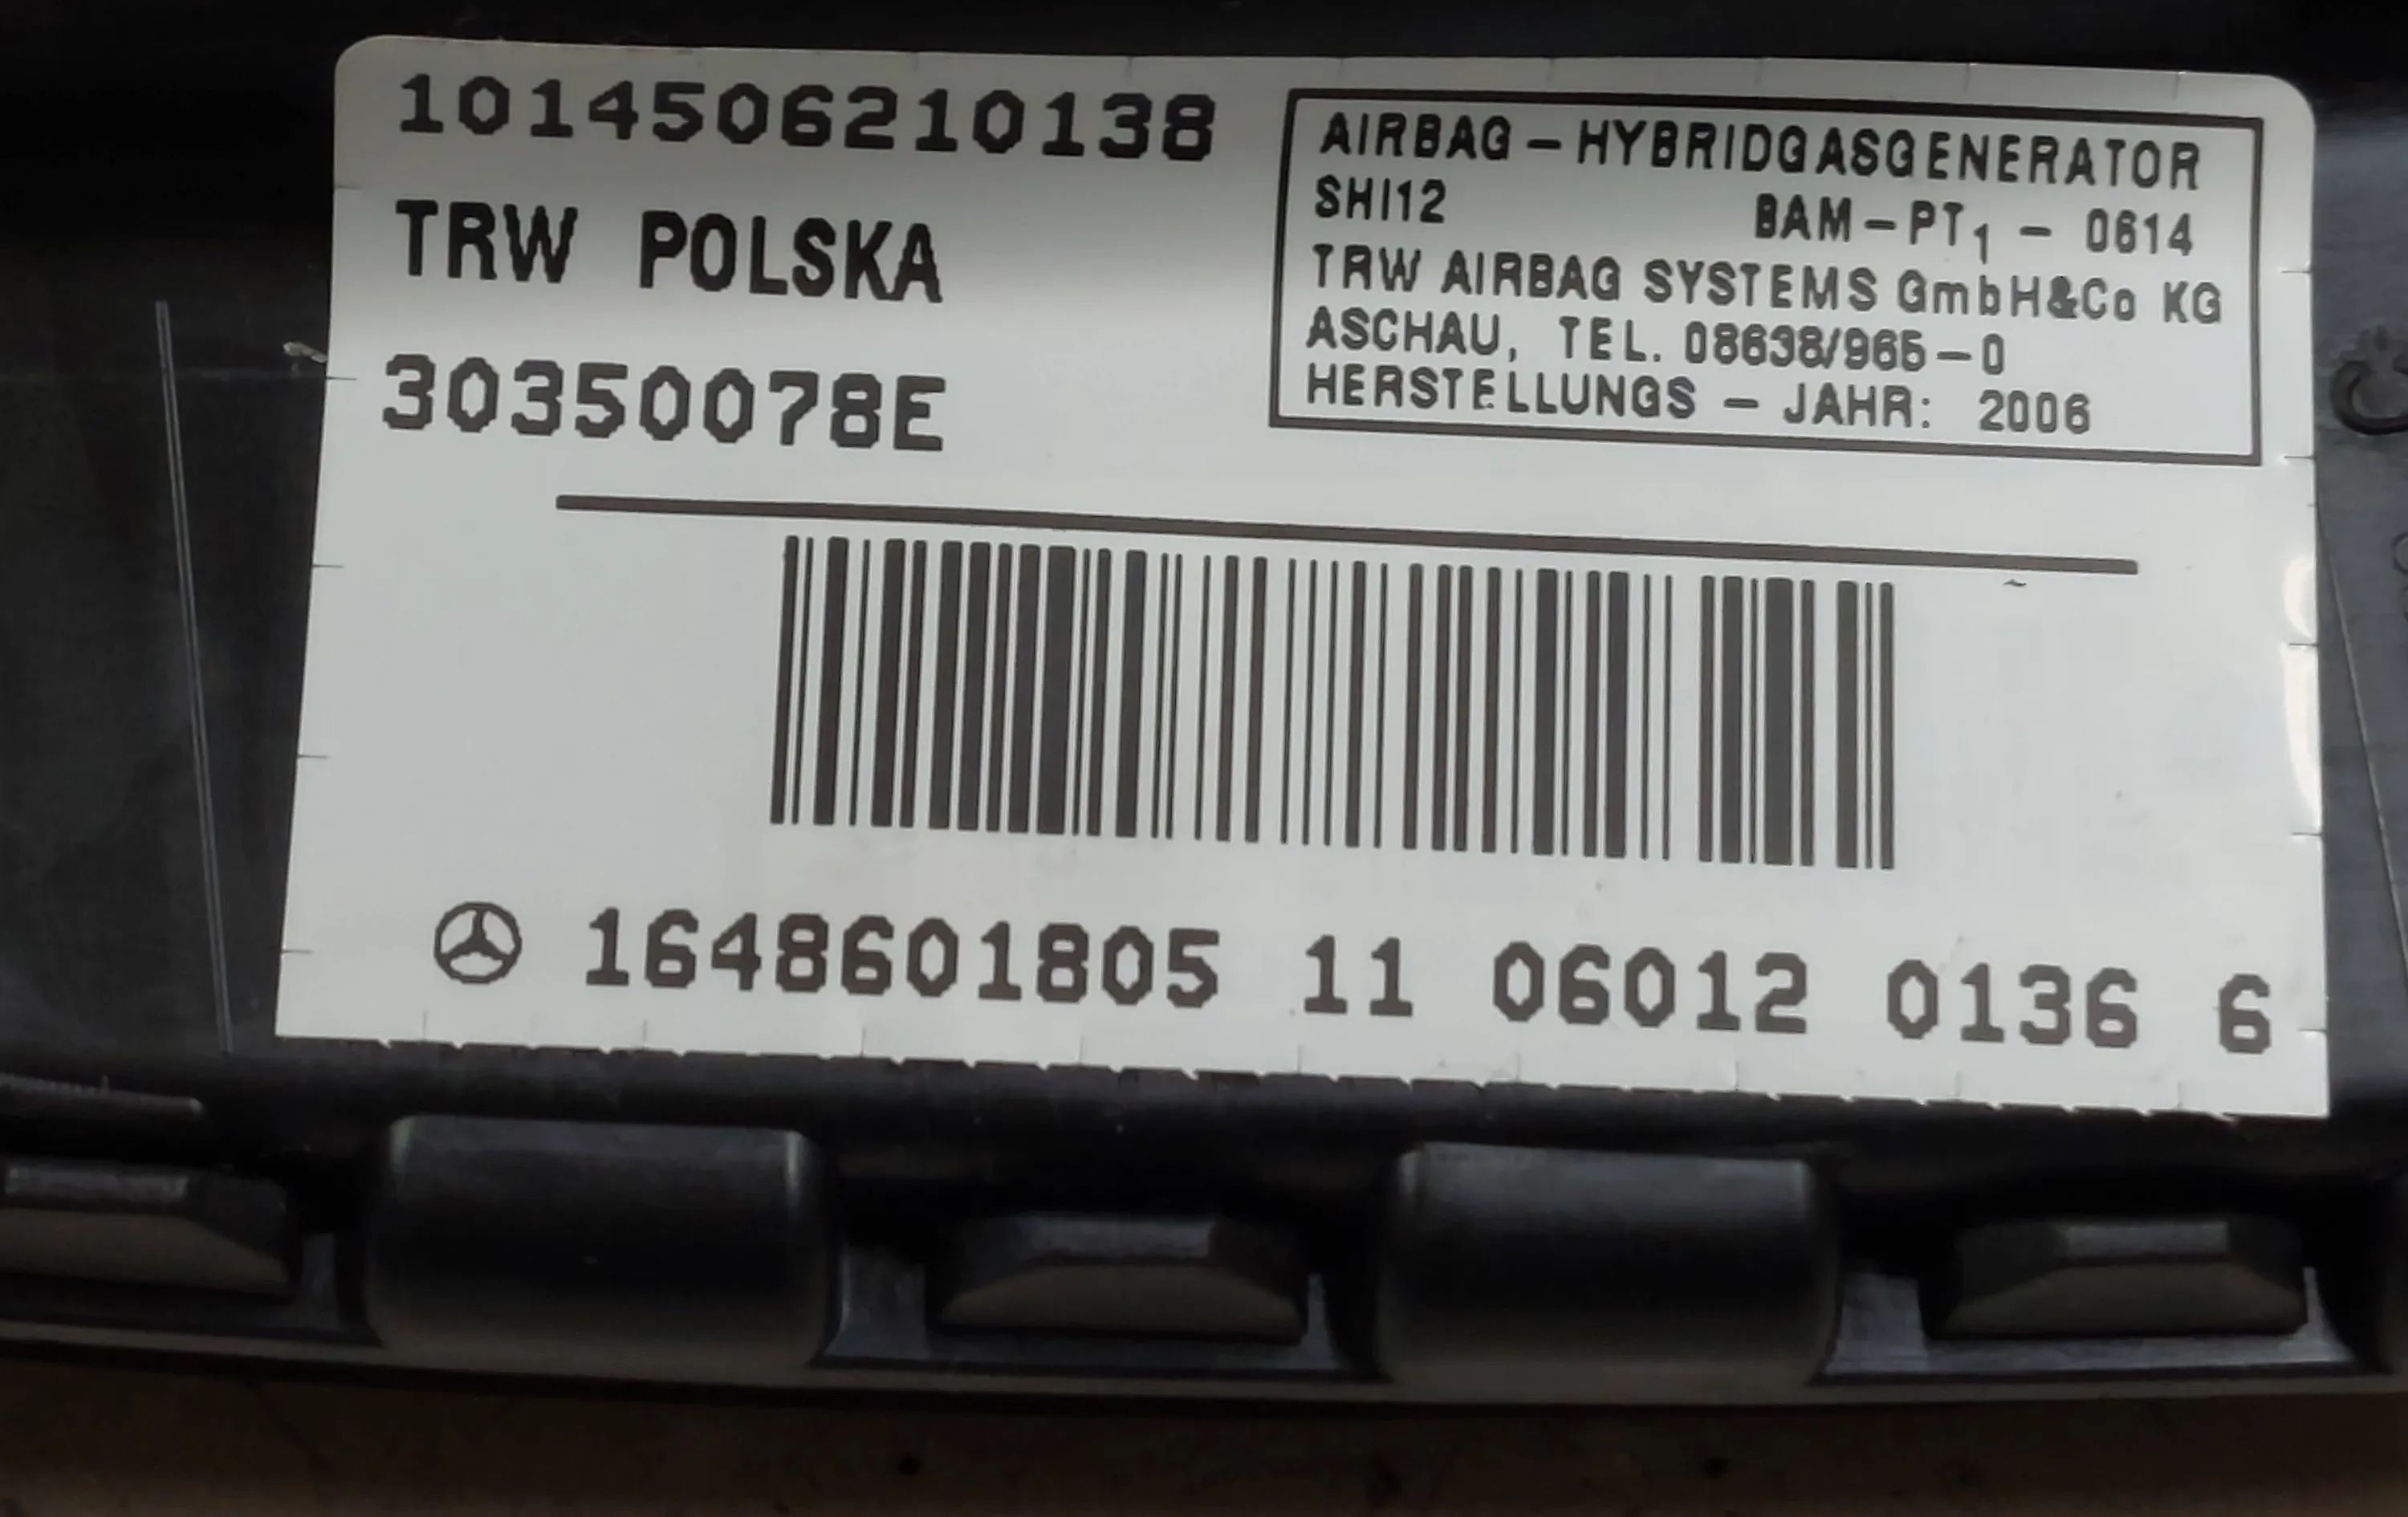 1014506210138
TRW POLSKA
30350078E
AIRBAG – HYBRIDGASGENERATOR
SHI12 BAM – PT1 – 0614
TRW AIRBAG SYSTEMS GmbH&Co KG
ASCHAU, TEL. 08638/965 – 0
HERSTELLUNGS – JAHR: 2006
1648601805 11 06012 0136 6